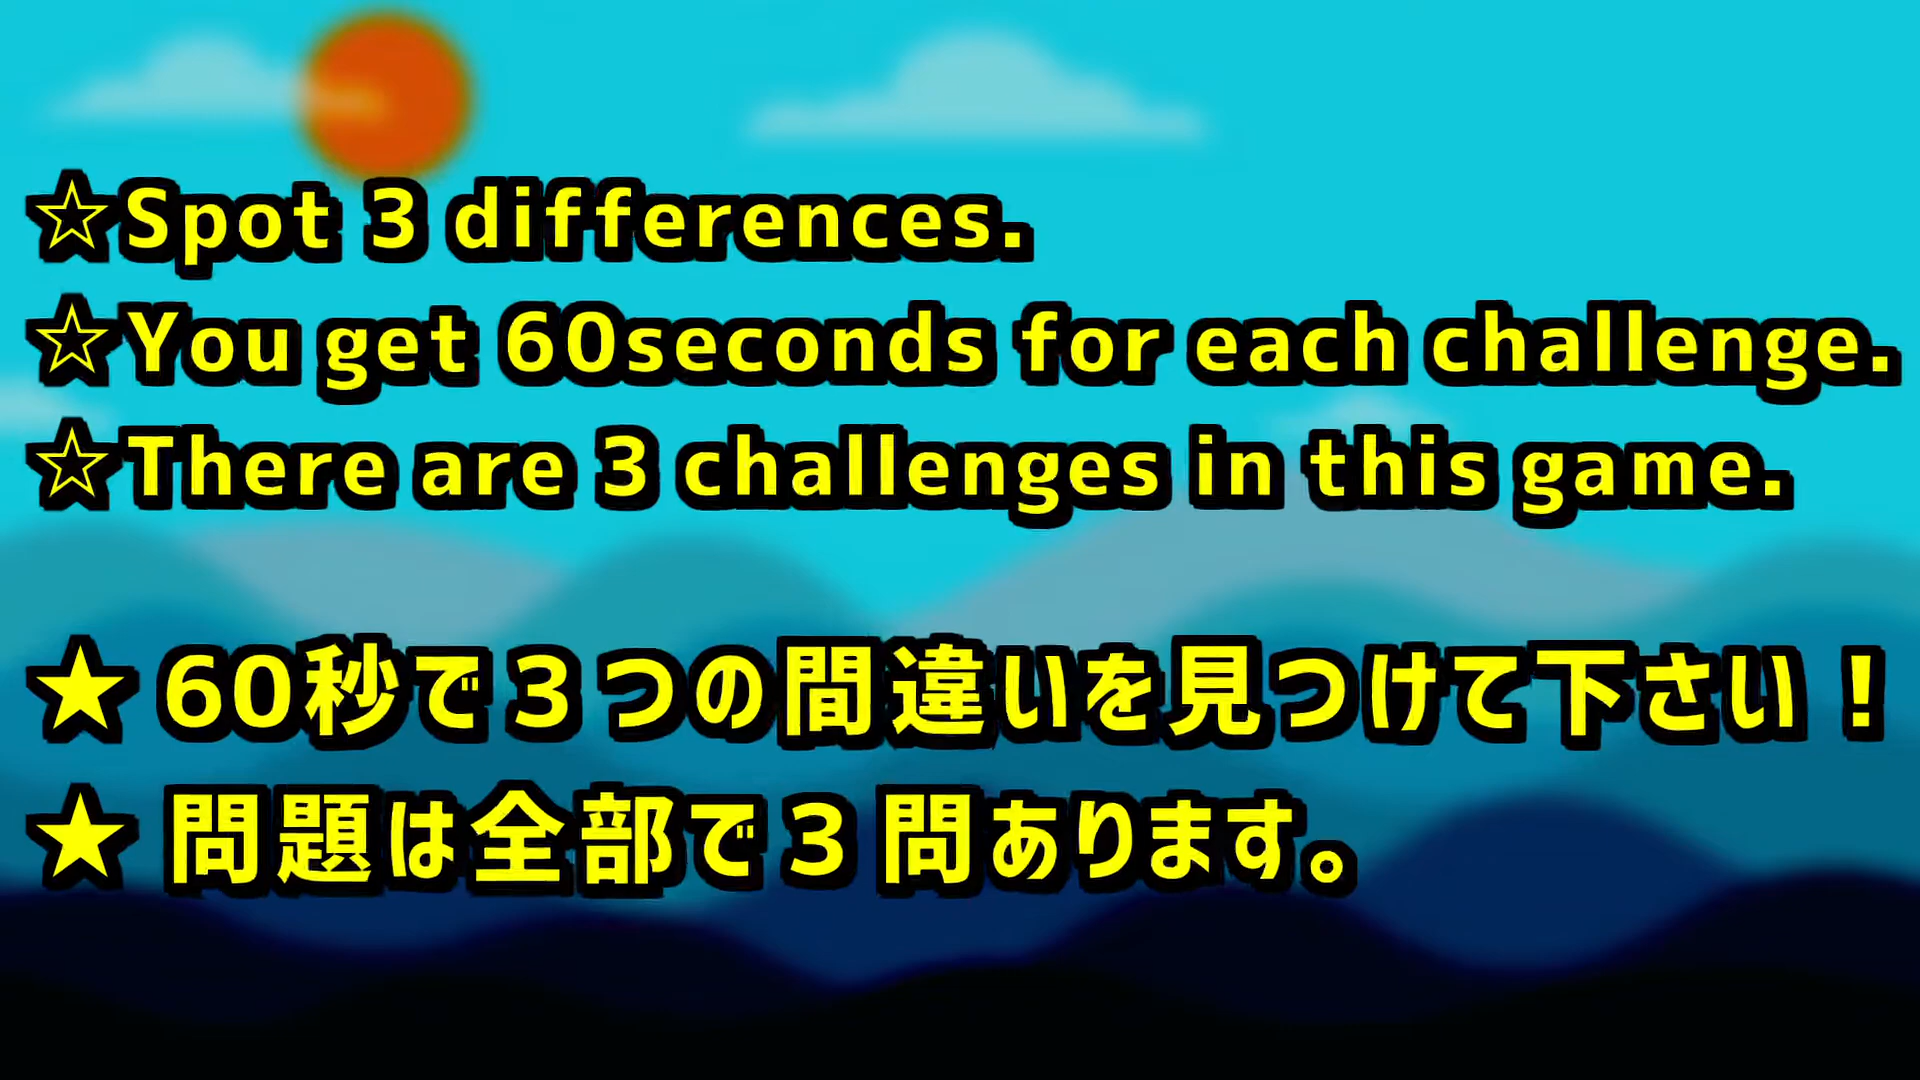 ☆Spot 3 differences.
☆You get 60seconds for each challenge.
☆There are 3 challenges in this game.
★ 60秒で３つの間違いを見つけて下さい！
★ 問題は全部で３問あります。